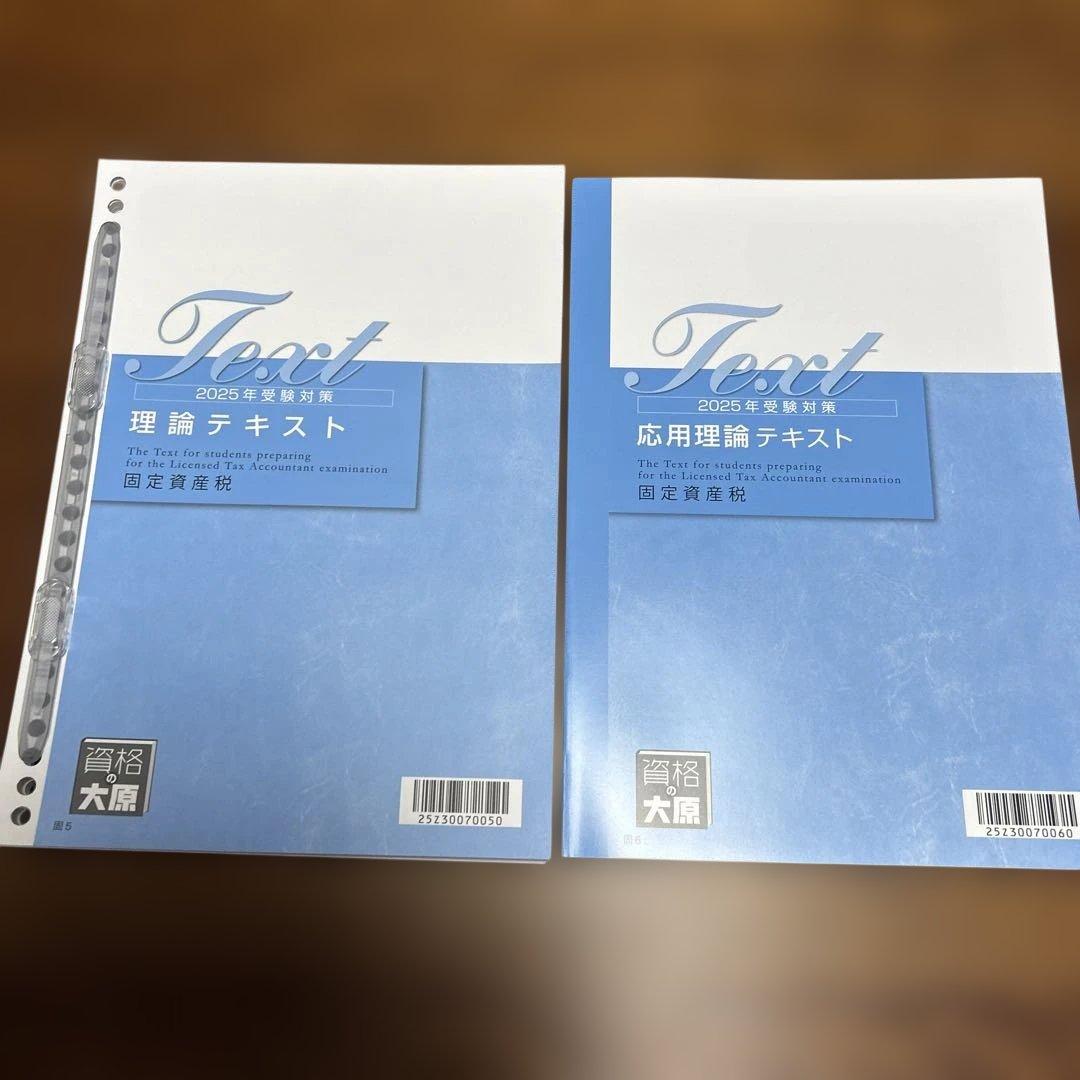 Text
2025年受験対策
理論テキスト
The Text for students preparing
for the Licensed Tax Accountant examination
固定資産税
資格の大原
固5
25Z30070050
Text
2025年受験対策
応用理論テキスト
The Text for students preparing
for the Licensed Tax Accountant examination
固定資産税
資格の大原
固6
25Z30070060